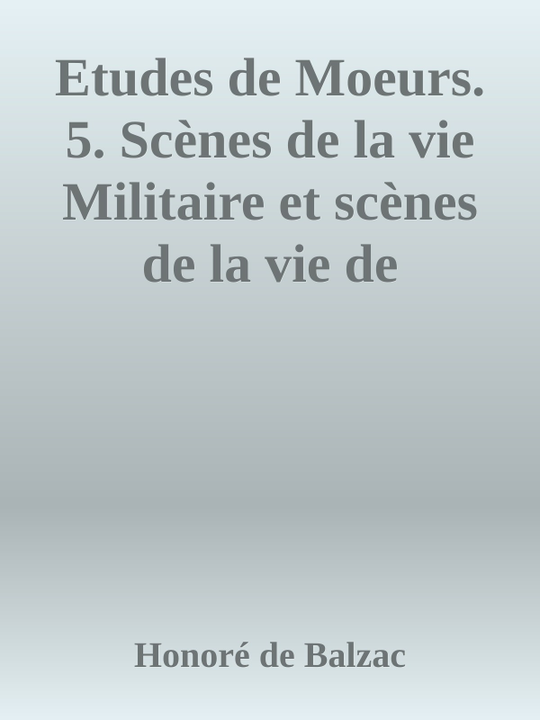 Etudes de Moeurs.
5. Scènes de la vie
Militaire et scènes
de la vie de
Honoré de Balzac